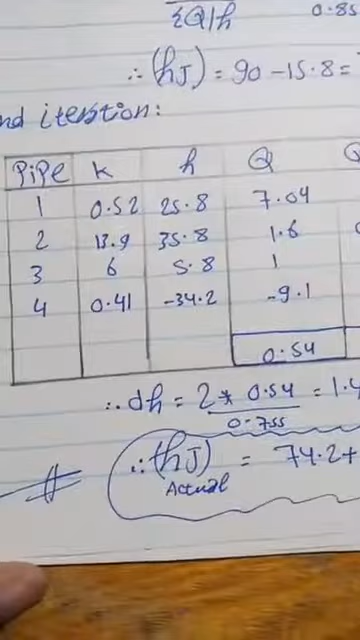 ΣQ/h 0.85
∴(hJ) = 90 - 15.8 =
nd iteration:
PiPe K h Q Q
1 0.52 25.8 7.04
2 13.9 35.8 1.6
3 6 5.8 1
4 0.41 -34.2 -9.1
0.54
∴dh = 2 * 0.54 / 0.755 = 1.4
∴(hJ) Actual = 74.2+